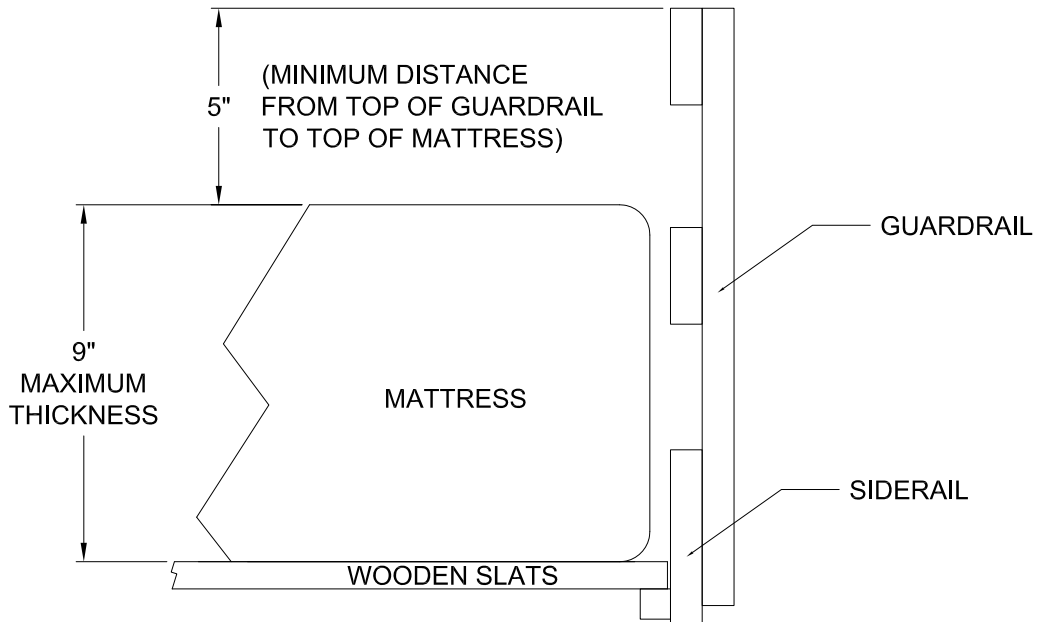 5"
(MINIMUM DISTANCE
FROM TOP OF GUARDRAIL
TO TOP OF MATTRESS)
GUARDRAIL
9"
MAXIMUM
THICKNESS
MATTRESS
SIDERAIL
WOODEN SLATS